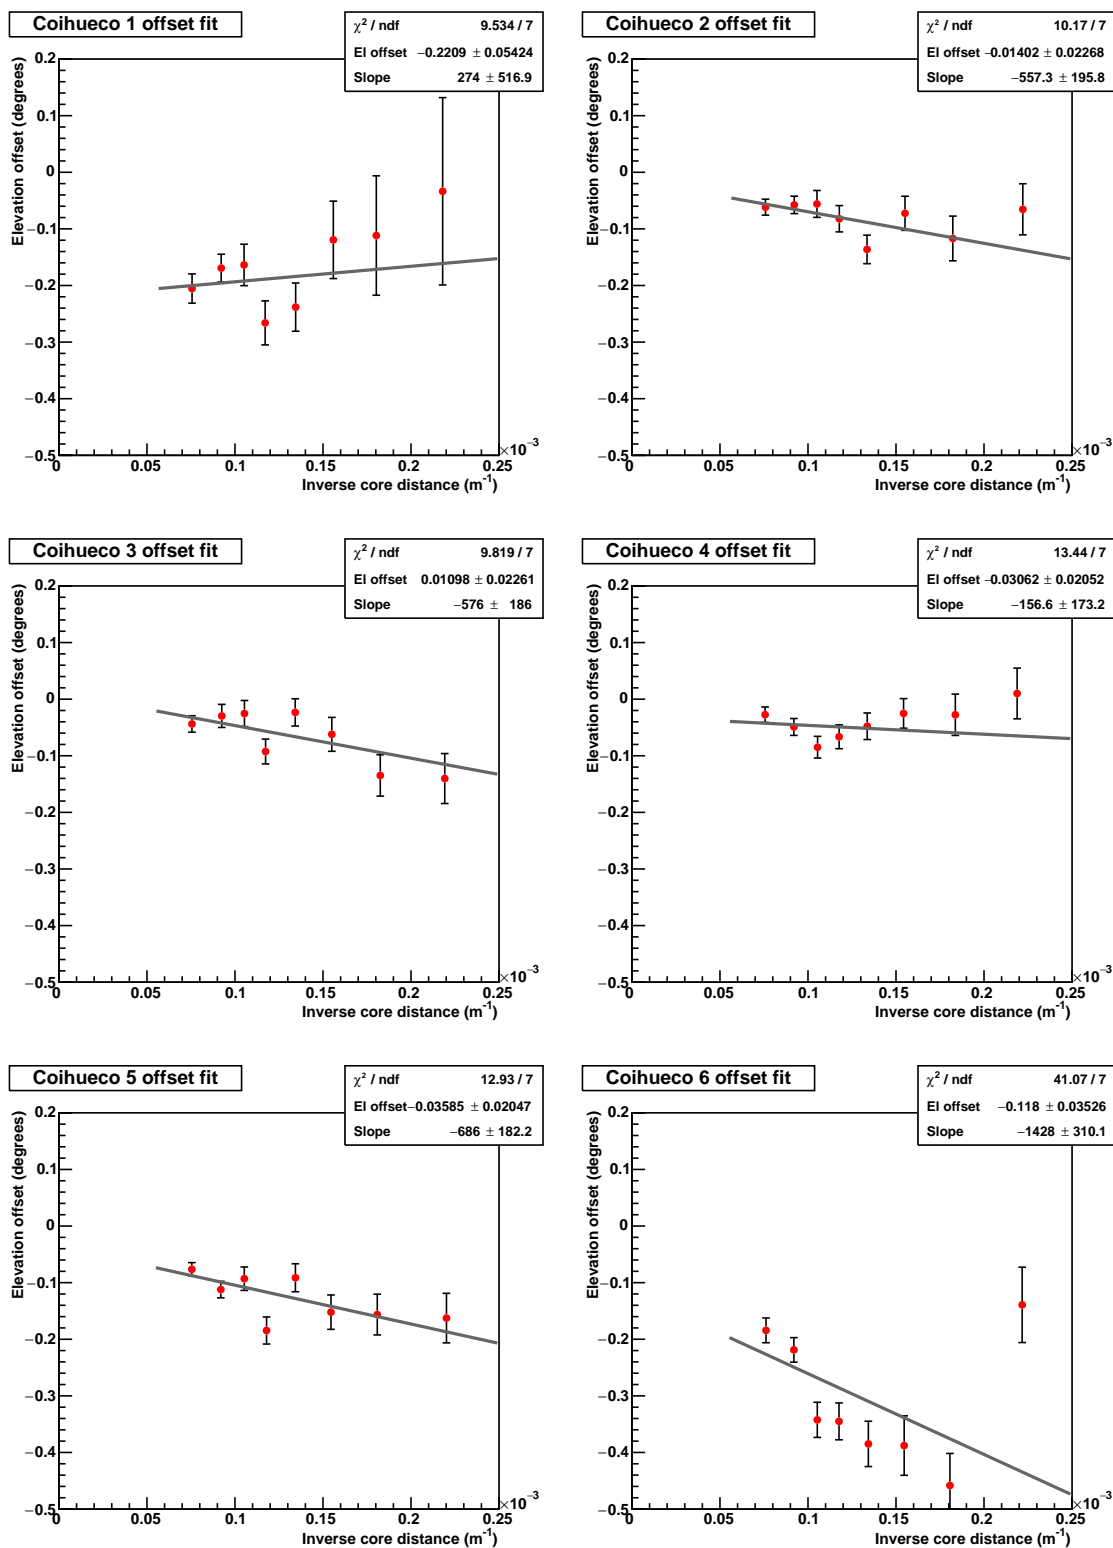 Coihueco 1 offset fit
χ² / ndf 9.534 / 7
El offset −0.2209 ± 0.05424
Slope 274 ± 516.9
Elevation offset (degrees)
0.2
0.1
0
−0.1
−0.2
−0.3
−0.4
−0.5
0 0.05 0.1 0.15 0.2 0.25
×10⁻³
Inverse core distance (m⁻¹)
Coihueco 2 offset fit
χ² / ndf 10.17 / 7
El offset −0.01402 ± 0.02268
Slope −557.3 ± 195.8
Elevation offset (degrees)
0.2
0.1
0
−0.1
−0.2
−0.3
−0.4
−0.5
0 0.05 0.1 0.15 0.2 0.25
×10⁻³
Inverse core distance (m⁻¹)
Coihueco 3 offset fit
χ² / ndf 9.819 / 7
El offset 0.01098 ± 0.02261
Slope −576 ± 186
Elevation offset (degrees)
0.2
0.1
0
−0.1
−0.2
−0.3
−0.4
−0.5
0 0.05 0.1 0.15 0.2 0.25
×10⁻³
Inverse core distance (m⁻¹)
Coihueco 4 offset fit
χ² / ndf 13.44 / 7
El offset −0.03062 ± 0.02052
Slope −156.6 ± 173.2
Elevation offset (degrees)
0.2
0.1
0
−0.1
−0.2
−0.3
−0.4
−0.5
0 0.05 0.1 0.15 0.2 0.25
×10⁻³
Inverse core distance (m⁻¹)
Coihueco 5 offset fit
χ² / ndf 12.93 / 7
El offset −0.03585 ± 0.02047
Slope −686 ± 182.2
Elevation offset (degrees)
0.2
0.1
0
−0.1
−0.2
−0.3
−0.4
−0.5
0 0.05 0.1 0.15 0.2 0.25
×10⁻³
Inverse core distance (m⁻¹)
Coihueco 6 offset fit
χ² / ndf 41.07 / 7
El offset −0.118 ± 0.03526
Slope −1428 ± 310.1
Elevation offset (degrees)
0.2
0.1
0
−0.1
−0.2
−0.3
−0.4
−0.5
0 0.05 0.1 0.15 0.2 0.25
×10⁻³
Inverse core distance (m⁻¹)